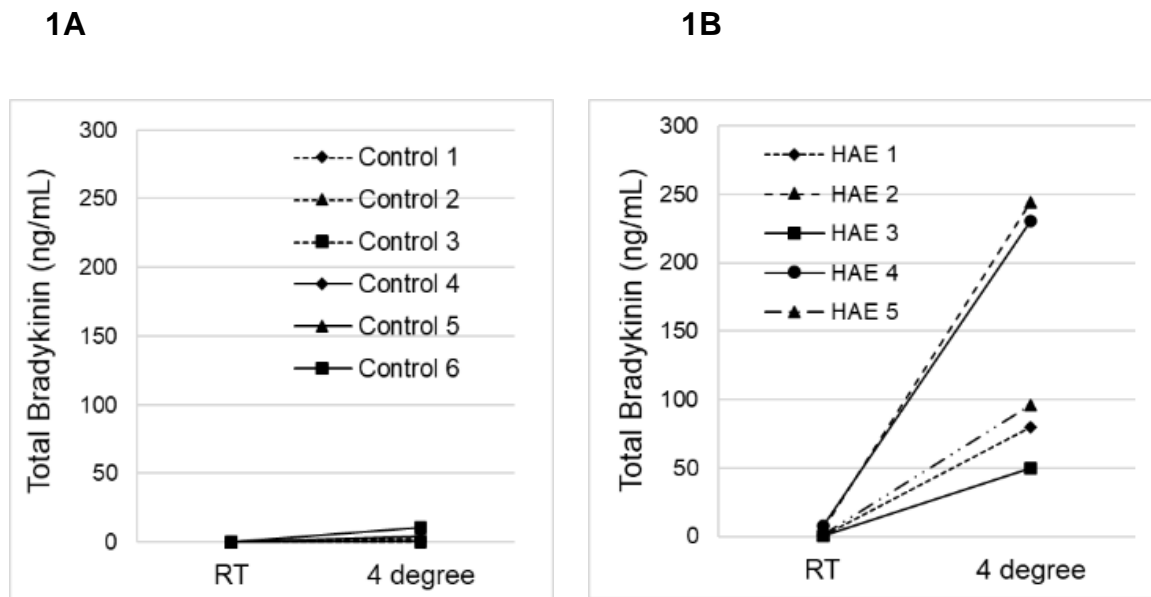 1A
1B
Total Bradykinin (ng/mL)
300
250
200
150
100
50
0
Control 1
Control 2
Control 3
Control 4
Control 5
Control 6
RT
4 degree
Total Bradykinin (ng/mL)
300
250
200
150
100
50
0
HAE 1
HAE 2
HAE 3
HAE 4
HAE 5
RT
4 degree